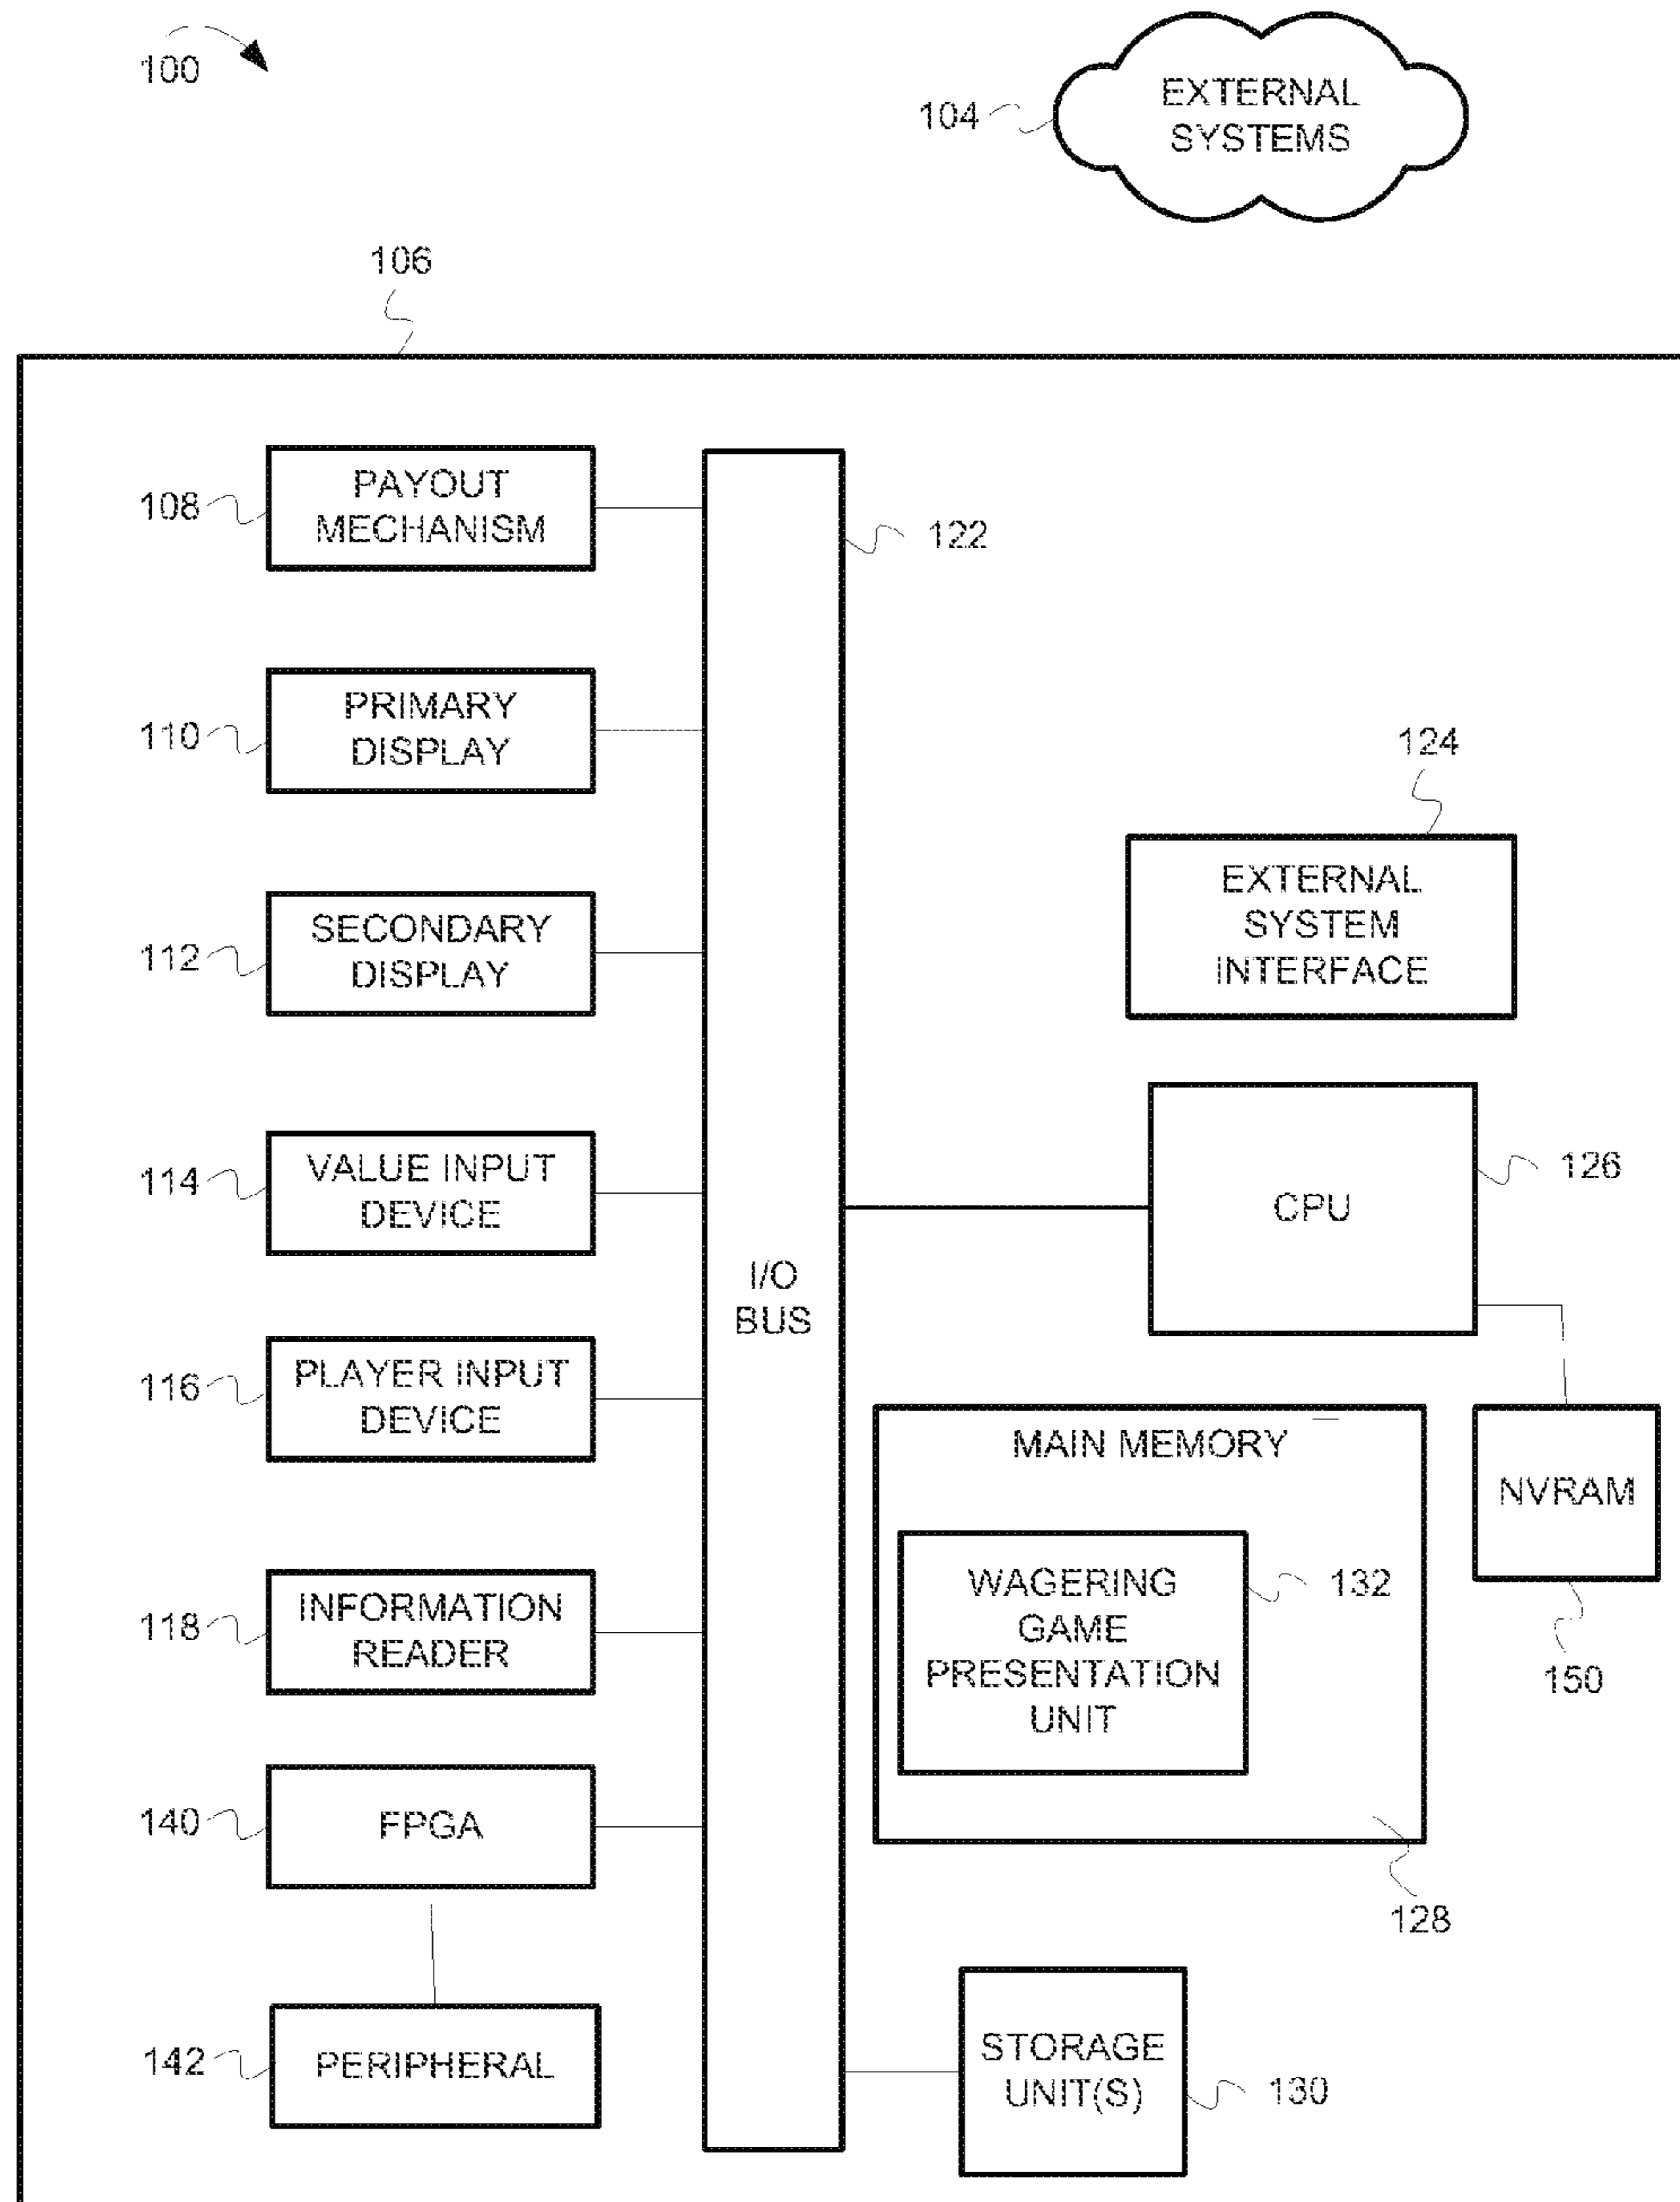 100
104
EXTERNAL
SYSTEMS
106
108
PAYOUT
MECHANISM
122
110
PRIMARY
DISPLAY
124
EXTERNAL
SYSTEM
INTERFACE
112
SECONDARY
DISPLAY
114
VALUE INPUT
DEVICE
126
CPU
I/O
BUS
116
PLAYER INPUT
DEVICE
MAIN MEMORY
NVRAM
150
WAGERING
GAME
PRESENTATION
UNIT
132
118
INFORMATION
READER
140
FPGA
128
142
PERIPHERAL
STORAGE
UNIT(S)
130